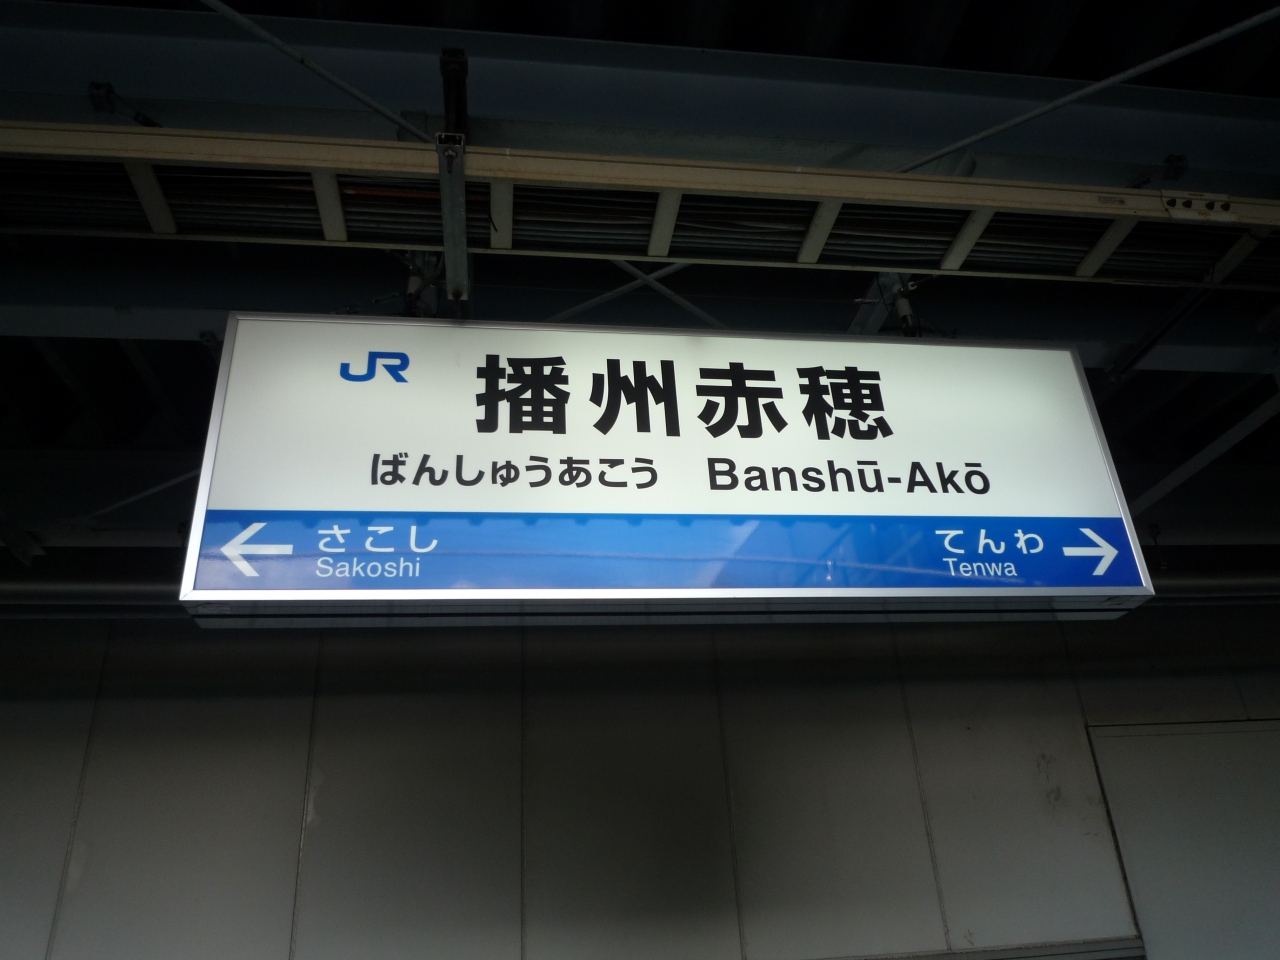 JR 播州赤穂
ばんしゅうあこう Banshū-Akō
← さこし てんわ →
Sakoshi Tenwa